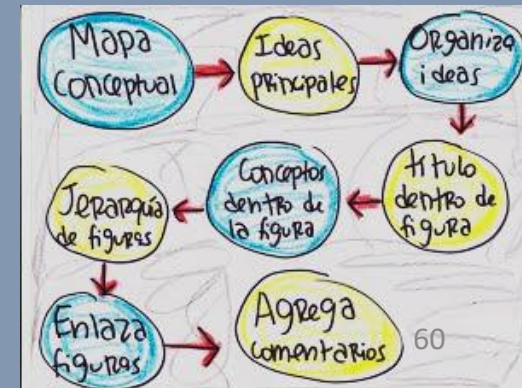 Mapa
Conceptual
Ideas
principales
Organiza
ideas
titulo
dentro de
figura
Conceptos
dentro de
la figura
Jerarquía
de figuras
Enlaza
figuras
Agrega
comentarios
60